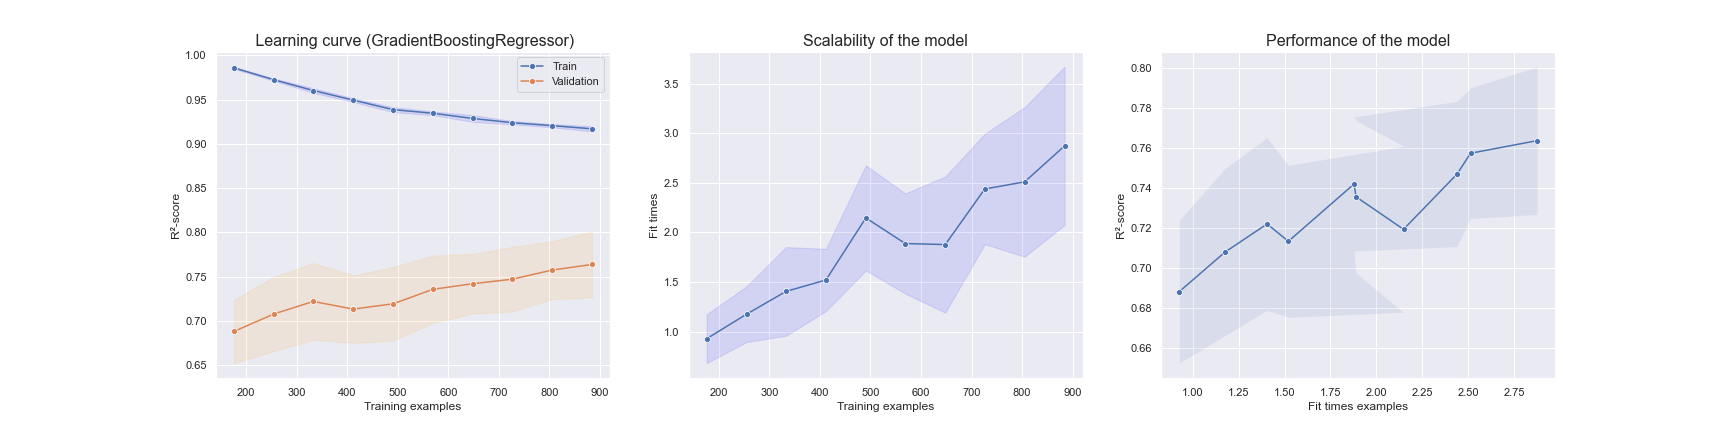 Learning curve (GradientBoostingRegressor)
Train
Validation
1.00
0.95
0.90
0.85
0.80
0.75
0.70
0.65
R²-score
200 300 400 500 600 700 800 900
Training examples
Scalability of the model
3.5
3.0
2.5
2.0
1.5
1.0
Fit times
200 300 400 500 600 700 800 900
Training examples
Performance of the model
0.80
0.78
0.76
0.74
0.72
0.70
0.68
0.66
R²-score
1.00 1.25 1.50 1.75 2.00 2.25 2.50 2.75
Fit times examples